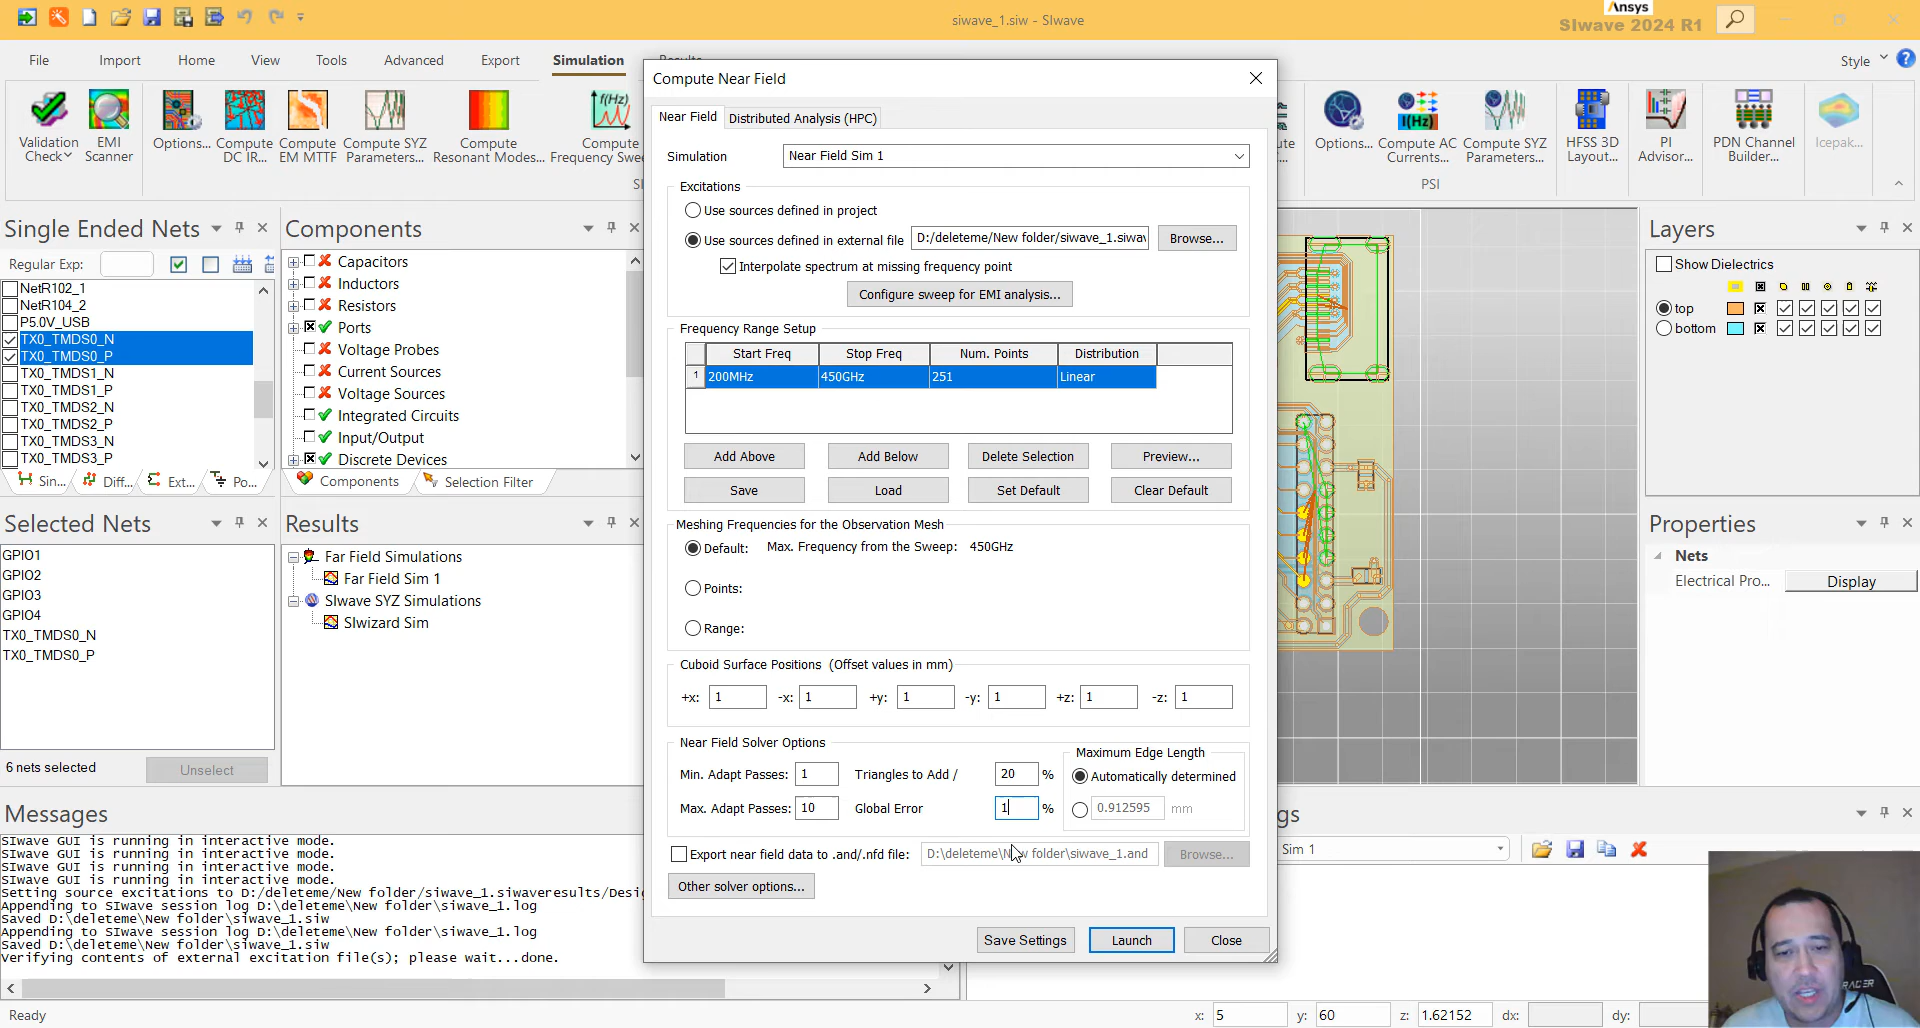 siwave_1.siw - SIwave
Ansys
SIwave 2024 R1
File Import Home View Tools Advanced Export Simulation Results
Style
Validation Check
EMI Scanner
Options...
Compute DC IR...
Compute EM MTTF
Compute SYZ Parameters...
Compute Resonant Modes...
f(Hz)
Compute Frequency Swe
Options...
I(Hz)
Compute AC Currents...
Compute SYZ Parameters...
HFSS 3D Layout...
PI Advisor...
PDN Channel Builder...
Icepak...
SI
PSI
Single Ended Nets
Regular Exp:
NetR102_1
NetR104_2
P5.0V_USB
TX0_TMDS0_N
TX0_TMDS0_P
TX0_TMDS1_N
TX0_TMDS1_P
TX0_TMDS2_N
TX0_TMDS2_P
TX0_TMDS3_N
TX0_TMDS3_P
Sin... Diff... Ext... Po...
Components
Capacitors
Inductors
Resistors
Ports
Voltage Probes
Current Sources
Voltage Sources
Integrated Circuits
Input/Output
Discrete Devices
Components Selection Filter
Selected Nets
GPIO1
GPIO2
GPIO3
GPIO4
TX0_TMDS0_N
TX0_TMDS0_P
6 nets selected Unselect
Results
Far Field Simulations
Far Field Sim 1
SIwave SYZ Simulations
SIwizard Sim
Messages
SIwave GUI is running in interactive mode.
SIwave GUI is running in interactive mode.
SIwave GUI is running in interactive mode.
SIwave GUI is running in interactive mode.
Setting source excitations to D:/deleteme/New folder/siwave_1.siwaveresults/Desi
Appending to SIwave session log D:\deleteme\New folder\siwave_1.log
Saved D:\deleteme\New folder\siwave_1.siw
Appending to SIwave session log D:\deleteme\New folder\siwave_1.log
Saved D:\deleteme\New folder\siwave_1.siw
Verifying contents of external excitation file(s); please wait...done.
Compute Near Field
Near Field Distributed Analysis (HPC)
Simulation Near Field Sim 1
Excitations
Use sources defined in project
Use sources defined in external file D:/deleteme/New folder/siwave_1.siwav Browse...
Interpolate spectrum at missing frequency point
Configure sweep for EMI analysis...
Frequency Range Setup
Start Freq Stop Freq Num. Points Distribution
1 200MHz 450GHz 251 Linear
Add Above Add Below Delete Selection Preview...
Save Load Set Default Clear Default
Meshing Frequencies for the Observation Mesh
Default: Max. Frequency from the Sweep: 450GHz
Points:
Range:
Cuboid Surface Positions (Offset values in mm)
+x: 1 -x: 1 +y: 1 -y: 1 +z: 1 -z: 1
Near Field Solver Options
Min. Adapt Passes: 1 Triangles to Add / 20 %
Max. Adapt Passes: 10 Global Error 1 %
Maximum Edge Length
Automatically determined
0.912595 mm
Export near field data to .and/.nfd file: D:\deleteme\New folder\siwave_1.and Browse...
Other solver options...
Save Settings Launch Close
Layers
Show Dielectrics
top
bottom
Properties
Nets
Electrical Pro... Display
gs
Sim 1
RACER
Ready
x: 5 y: 60 z: 1.62152 dx: dy: